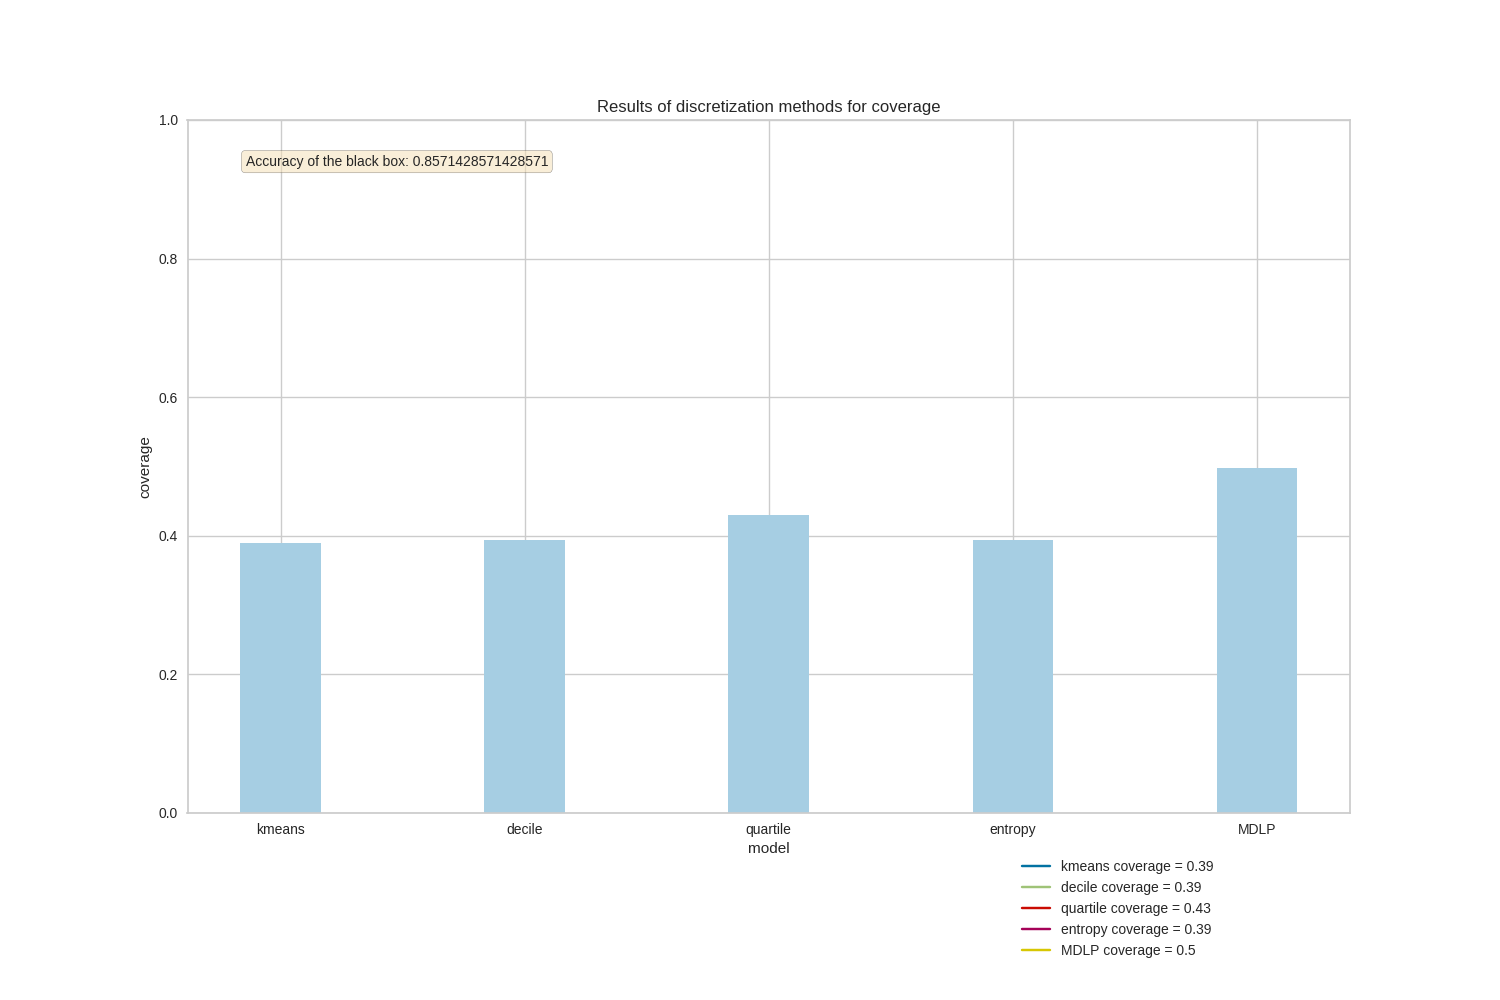 Results of discretization methods for coverage
1.0
Accuracy of the black box: 0.8571428571428571
0.8
0.6
coverage
0.4
0.2
0.0
kmeans decile quartile entropy MDLP
model
kmeans coverage = 0.39
decile coverage = 0.39
quartile coverage = 0.43
entropy coverage = 0.39
MDLP coverage = 0.5